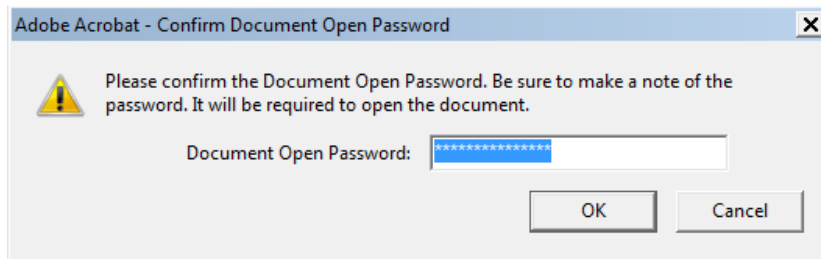 Adobe Acrobat - Confirm Document Open Password
Please confirm the Document Open Password. Be sure to make a note of the
password. It will be required to open the document.
Document Open Password: ***************
OK Cancel